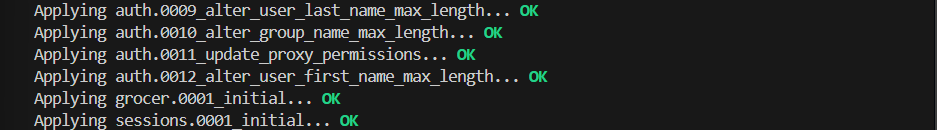 Applying auth.0009_alter_user_last_name_max_length... OK
Applying auth.0010_alter_group_name_max_length... OK
Applying auth.0011_update_proxy_permissions... OK
Applying auth.0012_alter_user_first_name_max_length... OK
Applying grocer.0001_initial... OK
Applying sessions.0001_initial... OK